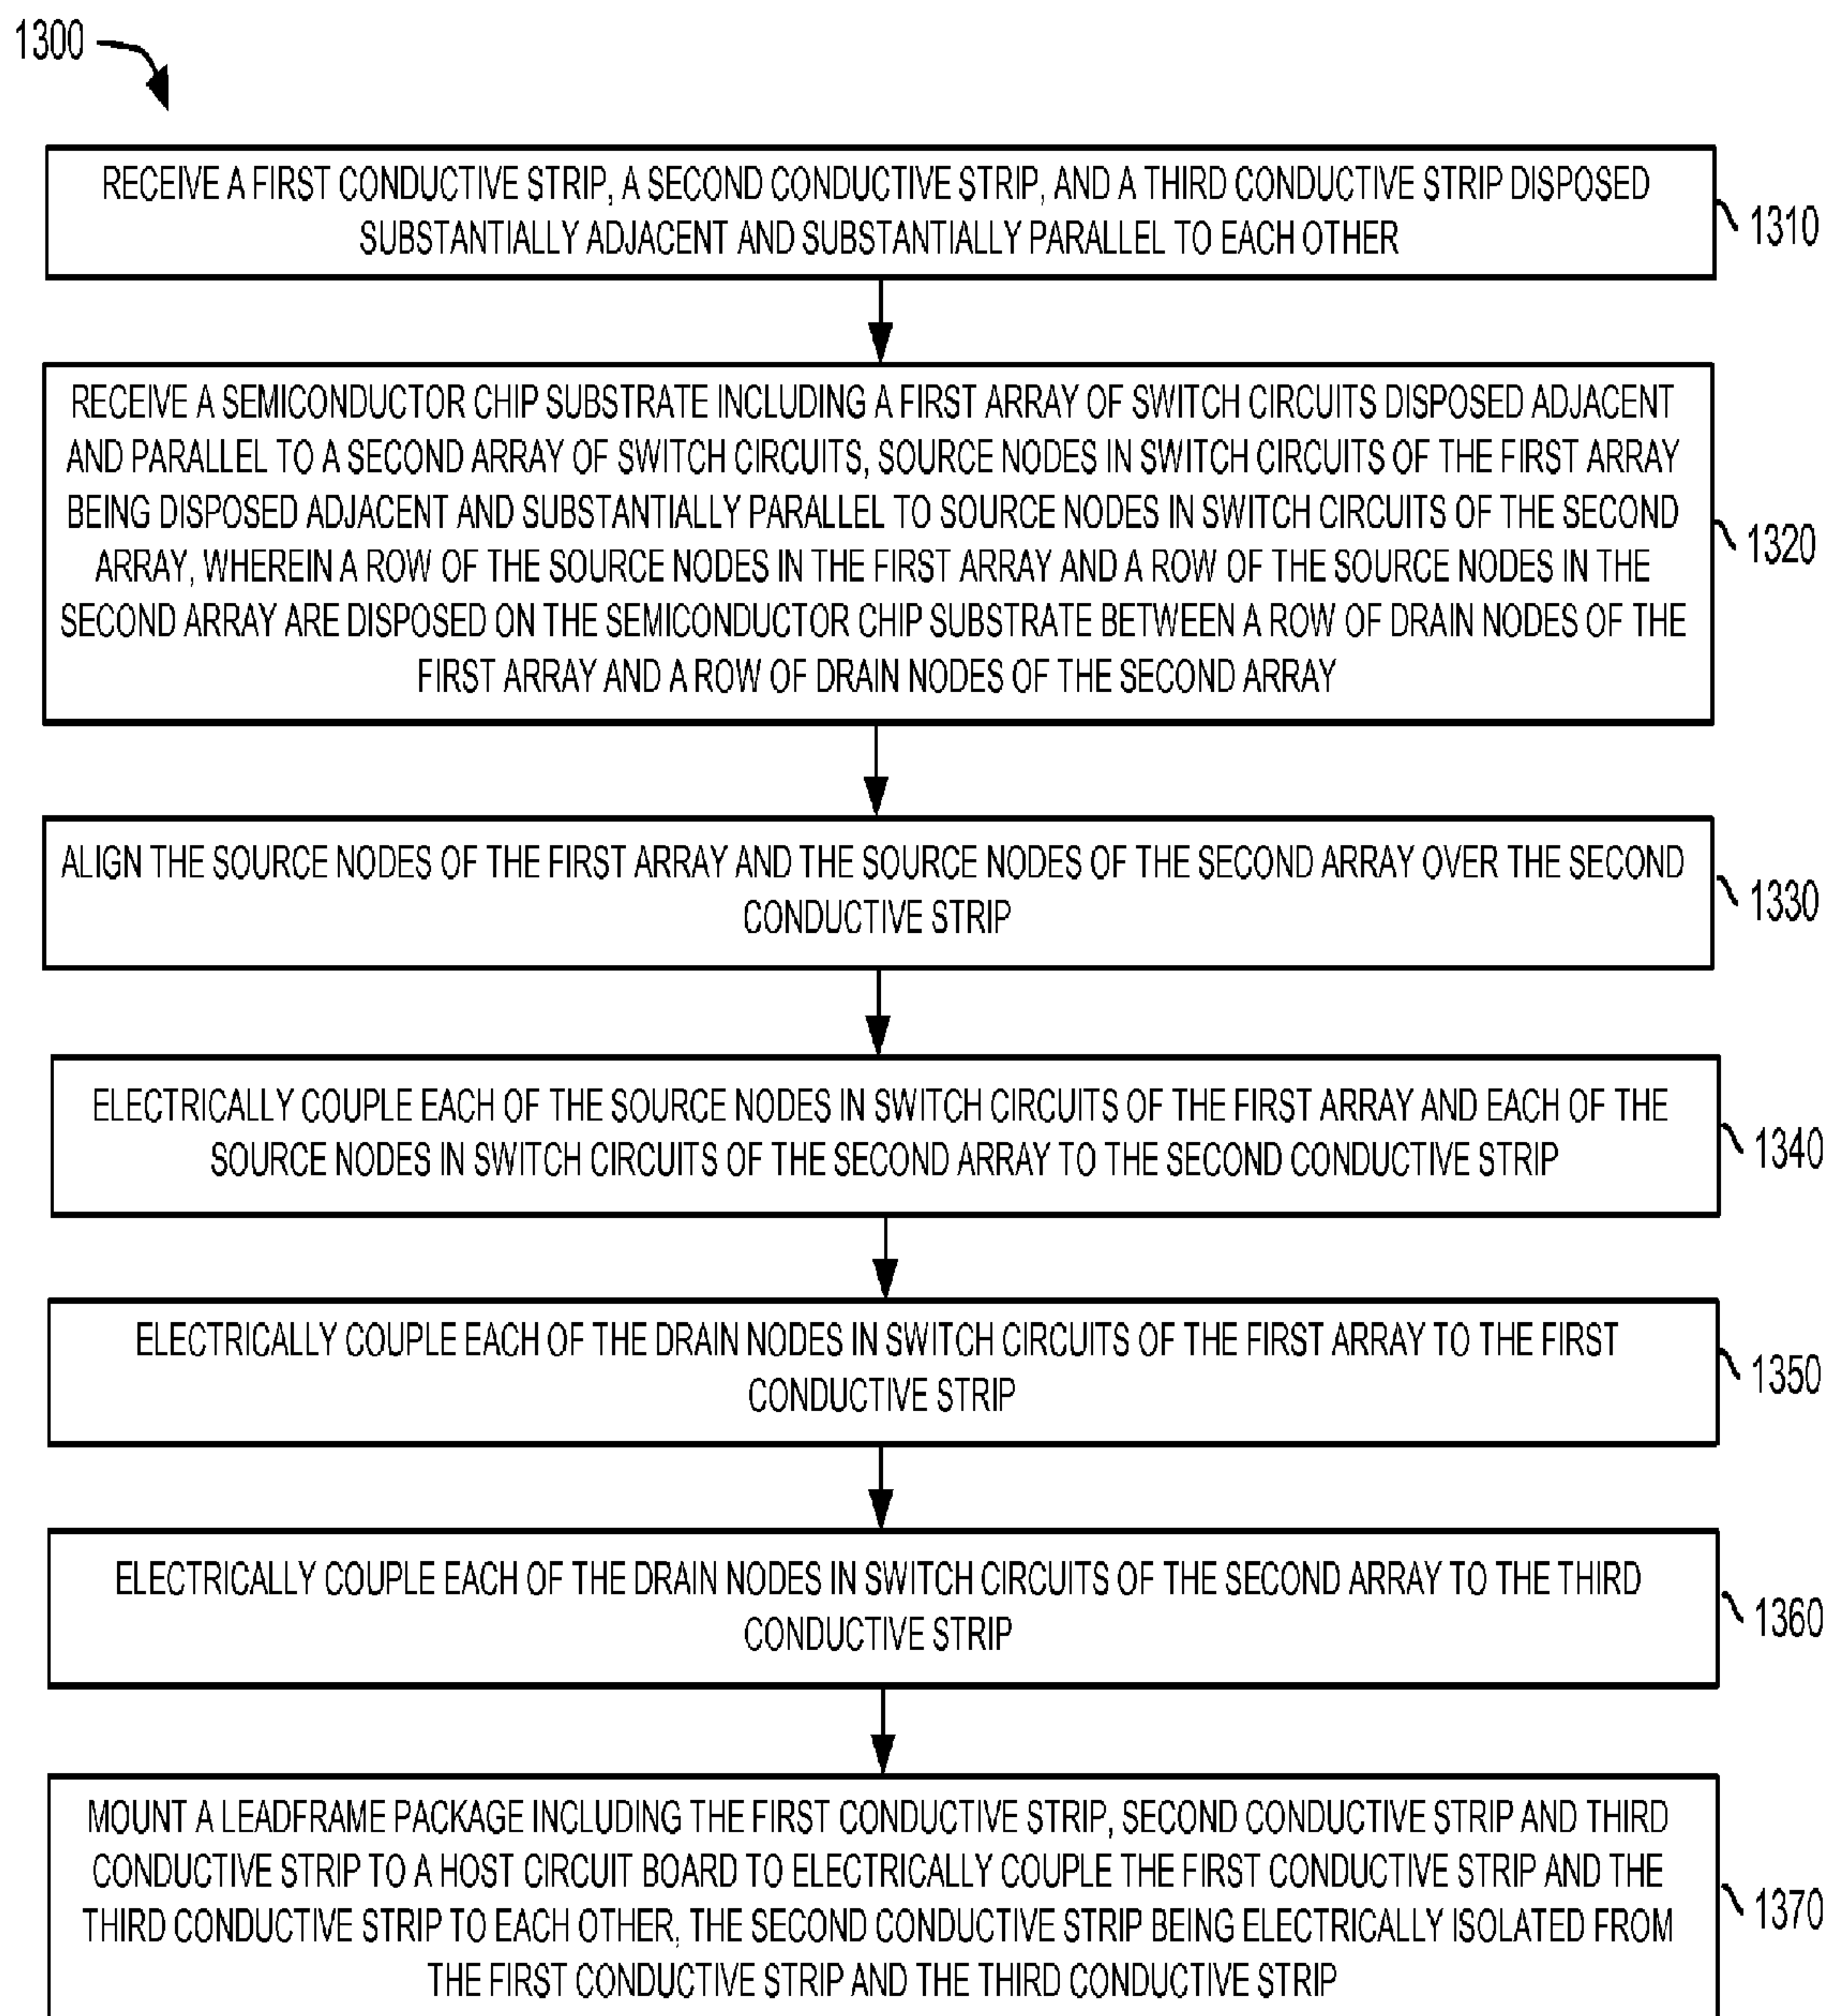 1300
RECEIVE A FIRST CONDUCTIVE STRIP, A SECOND CONDUCTIVE STRIP, AND A THIRD CONDUCTIVE STRIP DISPOSED
SUBSTANTIALLY ADJACENT AND SUBSTANTIALLY PARALLEL TO EACH OTHER
1310
RECEIVE A SEMICONDUCTOR CHIP SUBSTRATE INCLUDING A FIRST ARRAY OF SWITCH CIRCUITS DISPOSED ADJACENT
AND PARALLEL TO A SECOND ARRAY OF SWITCH CIRCUITS, SOURCE NODES IN SWITCH CIRCUITS OF THE FIRST ARRAY
BEING DISPOSED ADJACENT AND SUBSTANTIALLY PARALLEL TO SOURCE NODES IN SWITCH CIRCUITS OF THE SECOND
ARRAY, WHEREIN A ROW OF THE SOURCE NODES IN THE FIRST ARRAY AND A ROW OF THE SOURCE NODES IN THE
SECOND ARRAY ARE DISPOSED ON THE SEMICONDUCTOR CHIP SUBSTRATE BETWEEN A ROW OF DRAIN NODES OF THE
FIRST ARRAY AND A ROW OF DRAIN NODES OF THE SECOND ARRAY
1320
ALIGN THE SOURCE NODES OF THE FIRST ARRAY AND THE SOURCE NODES OF THE SECOND ARRAY OVER THE SECOND
CONDUCTIVE STRIP
1330
ELECTRICALLY COUPLE EACH OF THE SOURCE NODES IN SWITCH CIRCUITS OF THE FIRST ARRAY AND EACH OF THE
SOURCE NODES IN SWITCH CIRCUITS OF THE SECOND ARRAY TO THE SECOND CONDUCTIVE STRIP
1340
ELECTRICALLY COUPLE EACH OF THE DRAIN NODES IN SWITCH CIRCUITS OF THE FIRST ARRAY TO THE FIRST
CONDUCTIVE STRIP
1350
ELECTRICALLY COUPLE EACH OF THE DRAIN NODES IN SWITCH CIRCUITS OF THE SECOND ARRAY TO THE THIRD
CONDUCTIVE STRIP
1360
MOUNT A LEADFRAME PACKAGE INCLUDING THE FIRST CONDUCTIVE STRIP, SECOND CONDUCTIVE STRIP AND THIRD
CONDUCTIVE STRIP TO A HOST CIRCUIT BOARD TO ELECTRICALLY COUPLE THE FIRST CONDUCTIVE STRIP AND THE
THIRD CONDUCTIVE STRIP TO EACH OTHER, THE SECOND CONDUCTIVE STRIP BEING ELECTRICALLY ISOLATED FROM
THE FIRST CONDUCTIVE STRIP AND THE THIRD CONDUCTIVE STRIP
1370